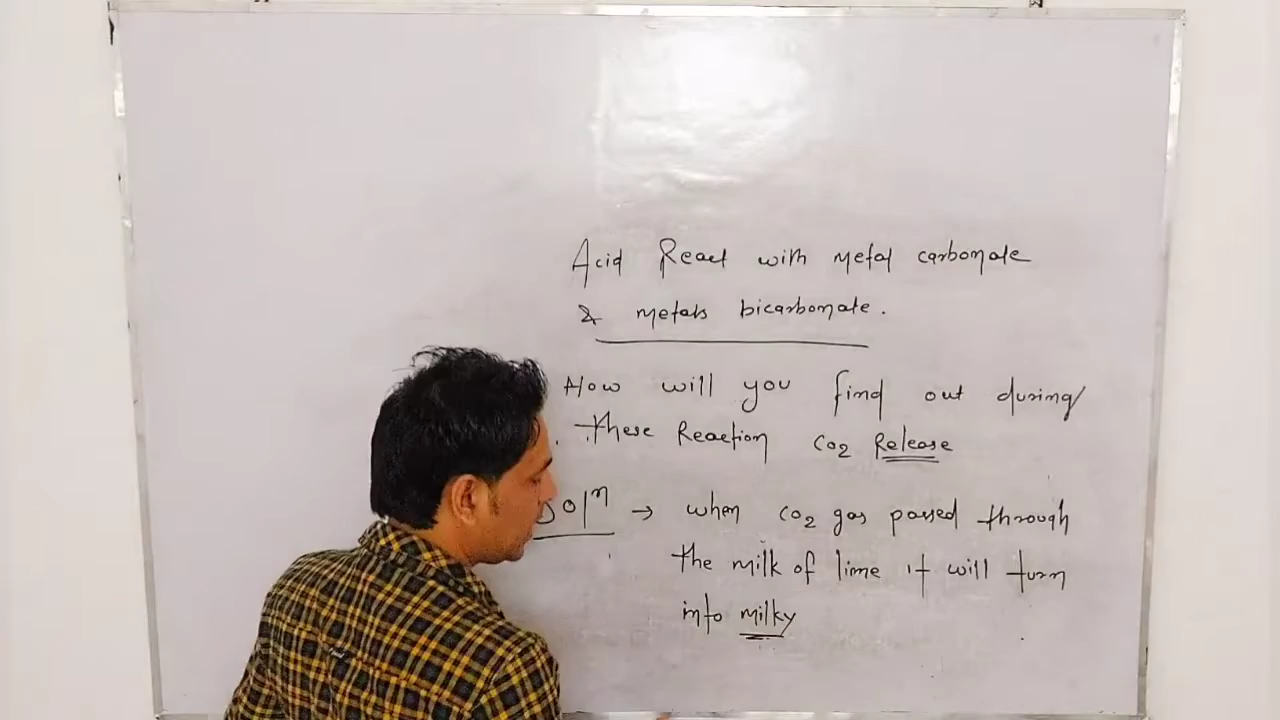 Acid React with metal carbonate
& metals bicarbonate.
How will you find out during
these Reaction CO2 Release
Solⁿ → when CO2 gas passed through
the milk of lime it will turn
into milky